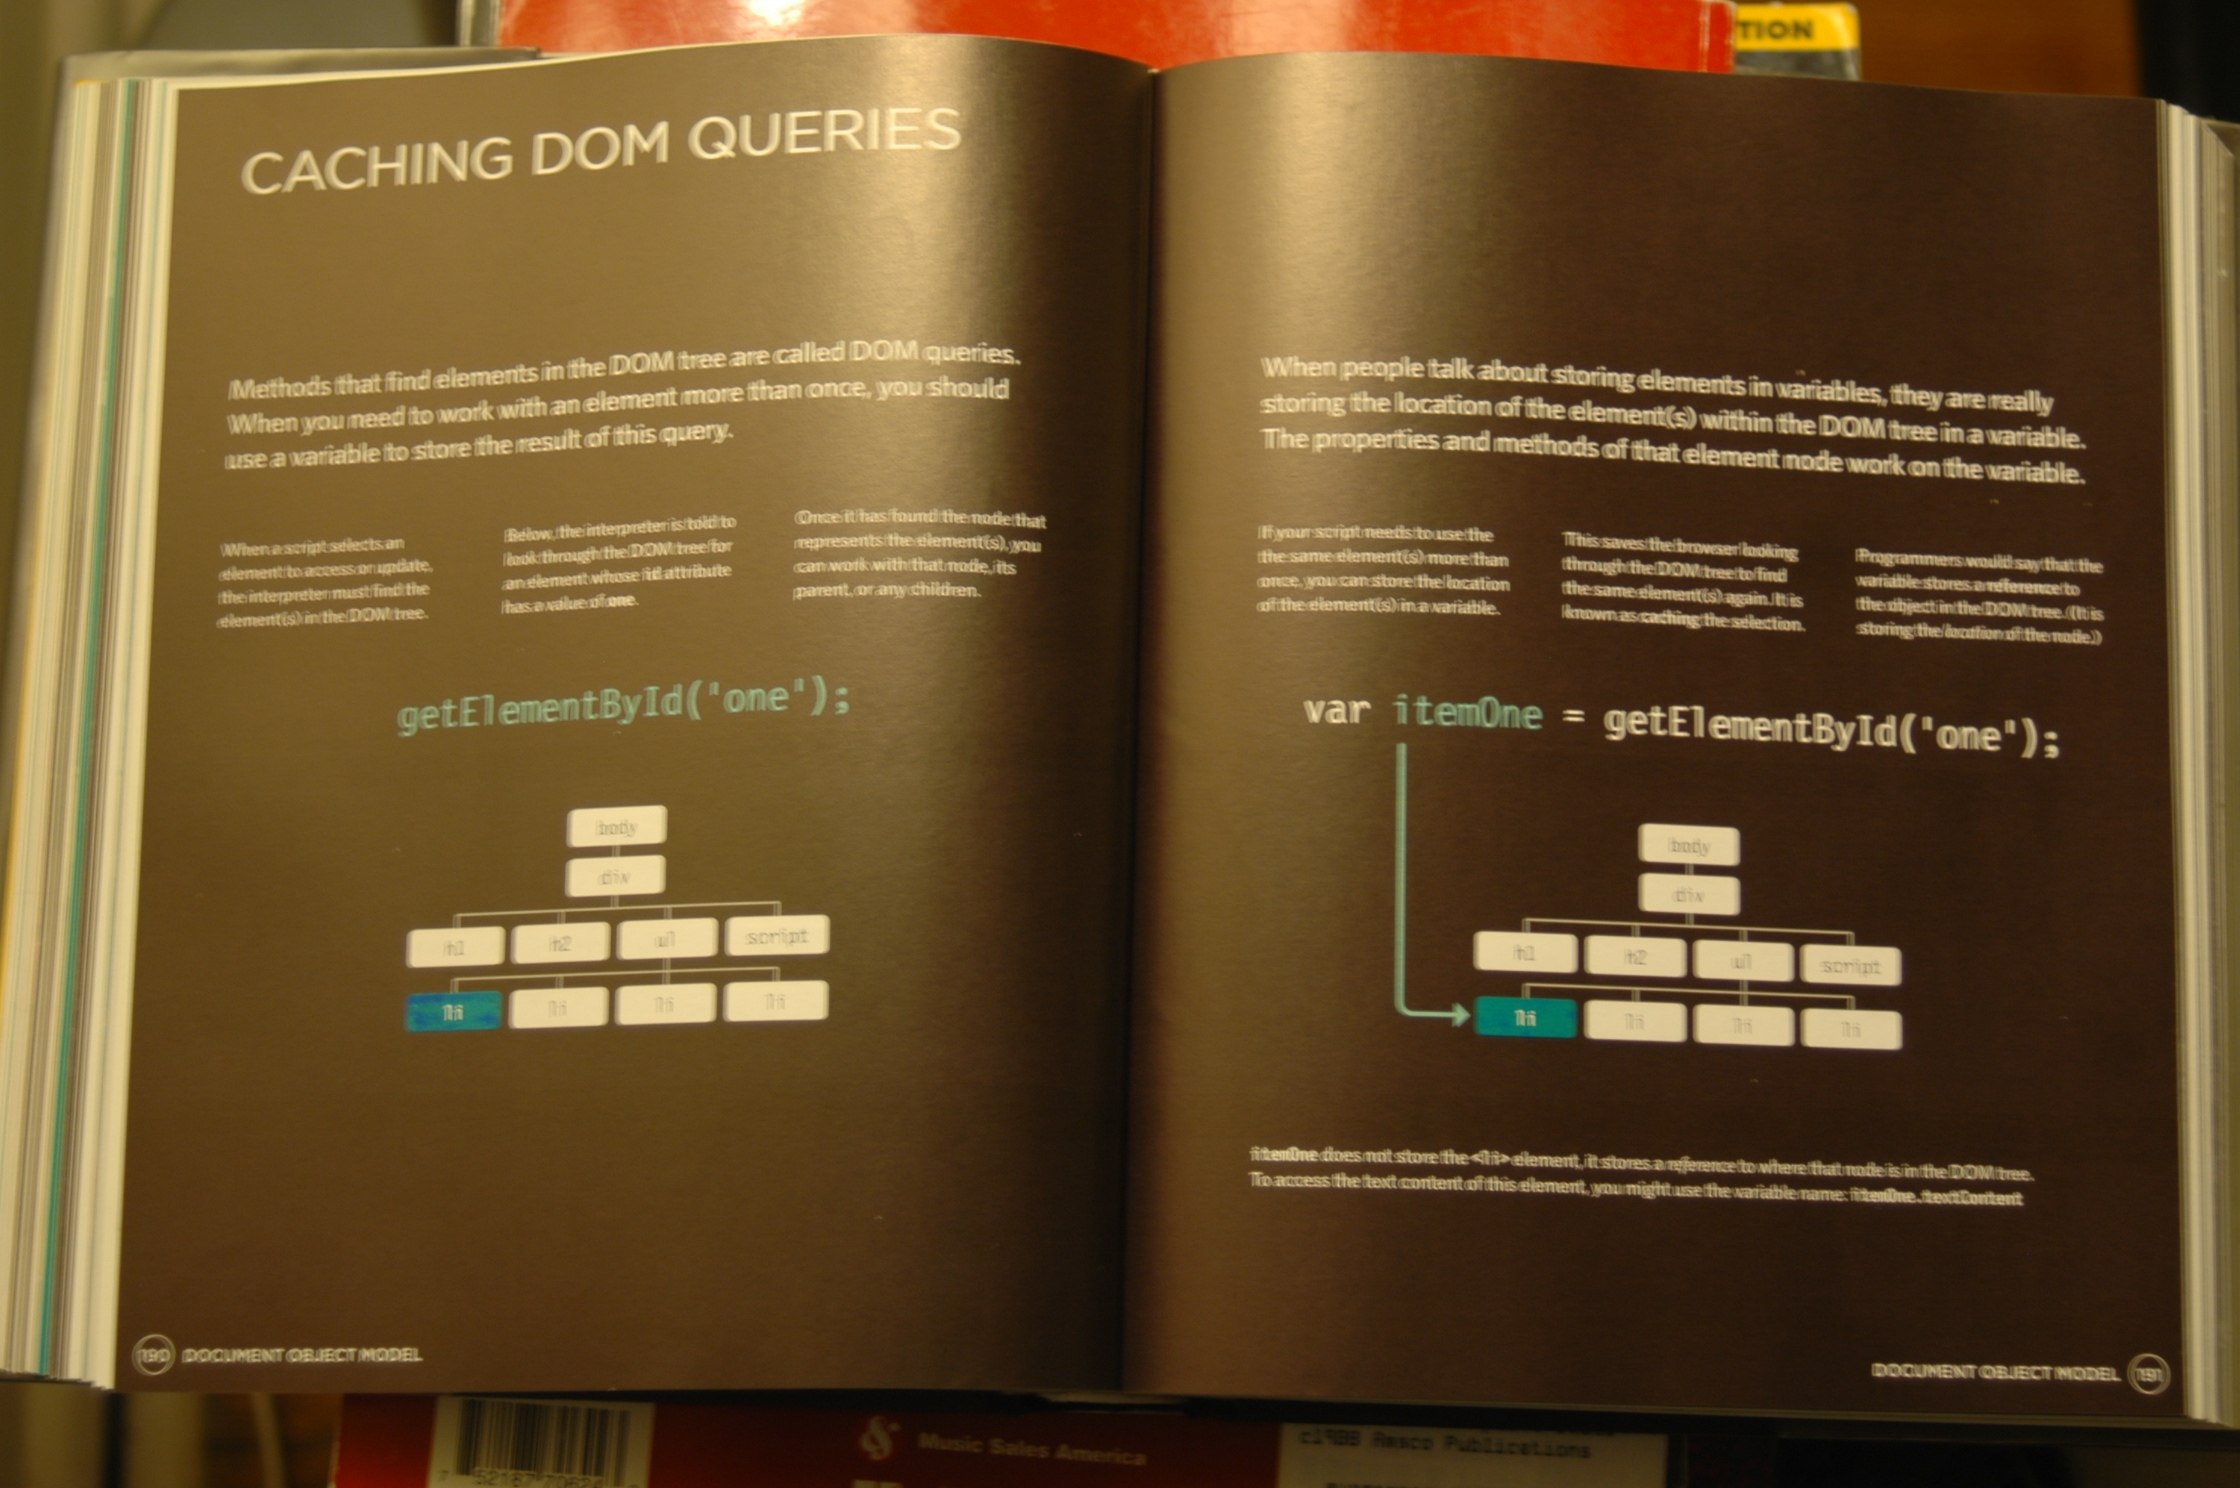 TION
CACHING DOM QUERIES
Methods that find elements in the DOM tree are called DOM queries.
When you need to work with an element more than once, you should
use a variable to store the result of this query.
When a script selects an
element to access or update,
the interpreter must find the
element(s) in the DOM tree.
Below, the interpreter is told to
look through the DOM tree for
an element whose id attribute
has a value of one.
Once it has found the node that
represents the element(s), you
can work with that node, its
parent, or any children.
getElementById('one');
body
div
h1 h2 ul script
li li li li
190 DOCUMENT OBJECT MODEL
When people talk about storing elements in variables, they are really
storing the location of the element(s) within the DOM tree in a variable.
The properties and methods of that element node work on the variable.
If your script needs to use the
the same element(s) more than
once, you can store the location
of the element(s) in a variable.
This saves the browser looking
through the DOM tree to find
the same element(s) again. It is
known as caching the selection.
Programmers would say that the
variable stores a reference to
the object in the DOM tree. (It is
storing the location of the node.)
var itemOne = getElementById('one');
body
div
h1 h2 ul script
li li li li
itemOne does not store the <li> element, it stores a reference to where that node is in the DOM tree.
To access the text content of this element, you might use the variable name: itemOne.textContent
DOCUMENT OBJECT MODEL 191
Music Sales America
Publications